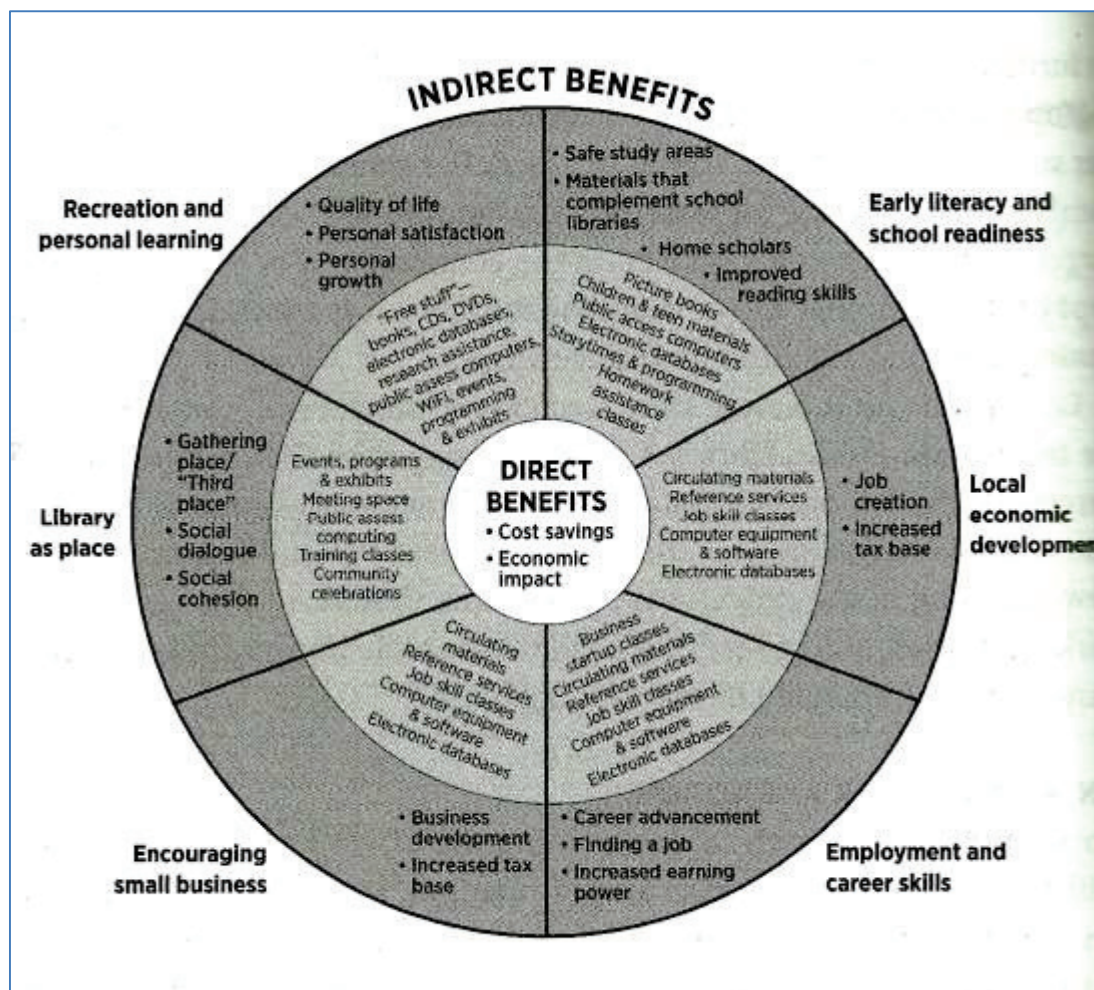 INDIRECT BENEFITS
Recreation and
personal learning
• Quality of life
• Personal satisfaction
• Personal
growth
"Free stuff"—
books, CDs, DVDs,
electronic databases,
research assistance,
public assess computers,
WiFi, events,
programming
& exhibits
Early literacy and
school readiness
• Safe study areas
• Materials that
complement school
libraries
• Home scholars
• Improved
reading skills
Picture books
Children & teen materials
Public access computers
Electronic databases
Storytimes & programming
Homework
assistance
classes
Library
as place
• Gathering
place/
"Third
place"
• Social
dialogue
• Social
cohesion
Events, programs
& exhibits
Meeting space
Public assess
computing
Training classes
Community
celebrations
DIRECT
BENEFITS
• Cost savings
• Economic
impact
Circulating materials
Reference services
Job skill classes
Computer equipment
& software
Electronic databases
• Job
creation
• Increased
tax base
Local
economic
developmen
Encouraging
small business
Circulating
materials
Reference services
Job skill classes
Computer equipment
& software
Electronic databases
• Business
development
• Increased tax
base
Business
startup classes
Circulating materials
Reference services
Job skill classes
Computer equipment
& software
Electronic databases
• Career advancement
• Finding a job
• Increased earning
power
Employment and
career skills